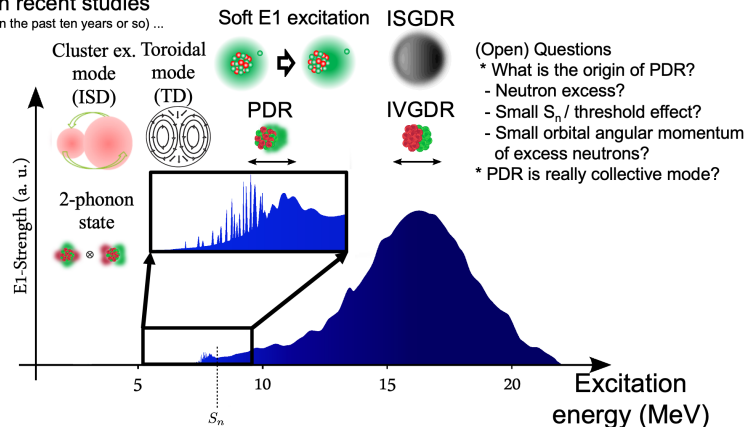 n recent studies
n the past ten years or so) ...
Soft E1 excitation
ISGDR
Cluster ex.
mode
(ISD)
Toroidal
mode
(TD)
PDR
IVGDR
(Open) Questions
* What is the origin of PDR?
- Neutron excess?
- Small Sn / threshold effect?
- Small orbital angular momentum
of excess neutrons?
* PDR is really collective mode?
2-phonon
state
⊗
E1-Strength (a. u.)
5
10
15
20
Sn
Excitation
energy (MeV)